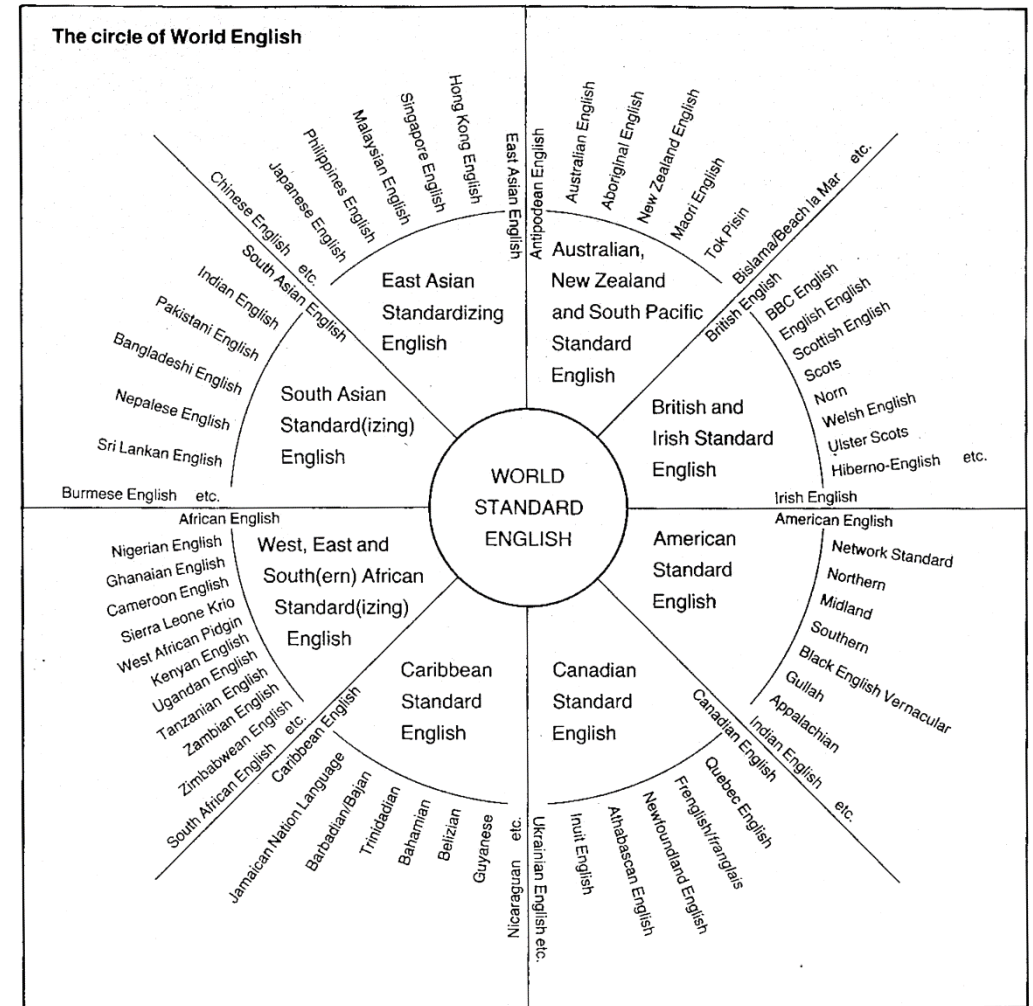 The circle of World English
WORLD
STANDARD
ENGLISH
East Asian
Standardizing
English
East Asian English
Hong Kong English
Singapore English
Malaysian English
Philippines English
Japanese English
Chinese English etc.
Australian,
New Zealand
and South Pacific
Standard
English
Antipodean English
Australian English
Aboriginal English
New Zealand English
Maori English
Tok Pisin
Bislama/Beach la Mar etc.
British and
Irish Standard
English
British English
BBC English
English English
Scottish English
Scots
Norn
Welsh English
Ulster Scots
Hiberno-English etc.
Irish English
American
Standard
English
American English
Network Standard
Northern
Midland
Southern
Black English Vernacular
Gullah
Appalachian
Indian English etc.
Canadian
Standard
English
Canadian English
Quebec English
Frenglish/franglais
Newfoundland English
Athabascan English
Inuit English
Ukrainian English etc.
Caribbean
Standard
English
Caribbean English
Jamaican Nation Language
Barbadian/Bajan
Trinidadian
Bahamian
Belizian
Guyanese
Nicaraguan etc.
West, East and
South(ern) African
Standard(izing)
English
African English
Nigerian English
Ghanaian English
Cameroon English
Sierra Leone Krio
West African Pidgin
Kenyan English
Ugandan English
Tanzanian English
Zambian English
Zimbabwean English
South African English etc.
South Asian
Standard(izing)
English
South Asian English
Indian English
Pakistani English
Bangladeshi English
Nepalese English
Sri Lankan English
Burmese English etc.